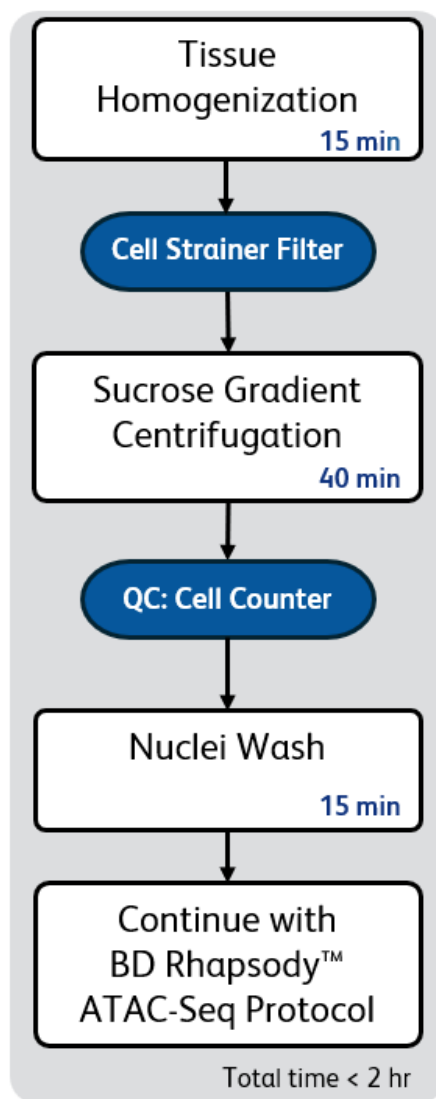 Tissue
Homogenization
15 min
Cell Strainer Filter
Sucrose Gradient
Centrifugation
40 min
QC: Cell Counter
Nuclei Wash
15 min
Continue with
BD Rhapsody™
ATAC-Seq Protocol
Total time < 2 hr